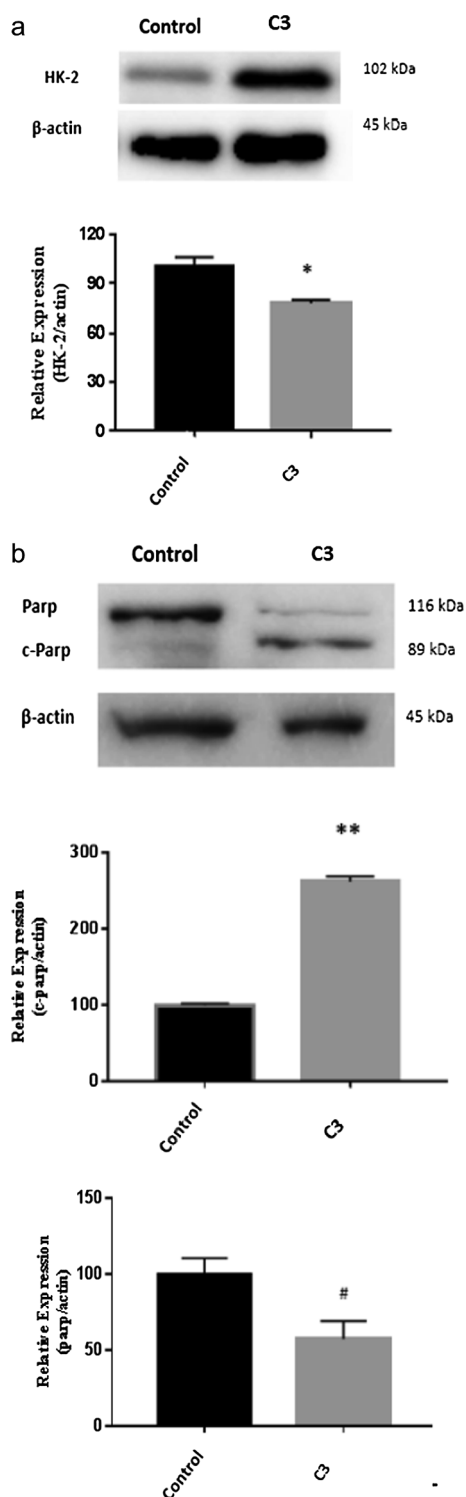 a
Control C3
HK-2 102 kDa
β-actin 45 kDa
Relative Expression
(HK-2/actin)
120
90
60
30
0
*
Control C3
b
Control C3
Parp 116 kDa
c-Parp 89 kDa
β-actin 45 kDa
Relative Expression
(c-parp/actin)
300
200
100
0
**
Control C3
Relative Expression
(parp/actin)
150
100
50
0
#
Control C3
-